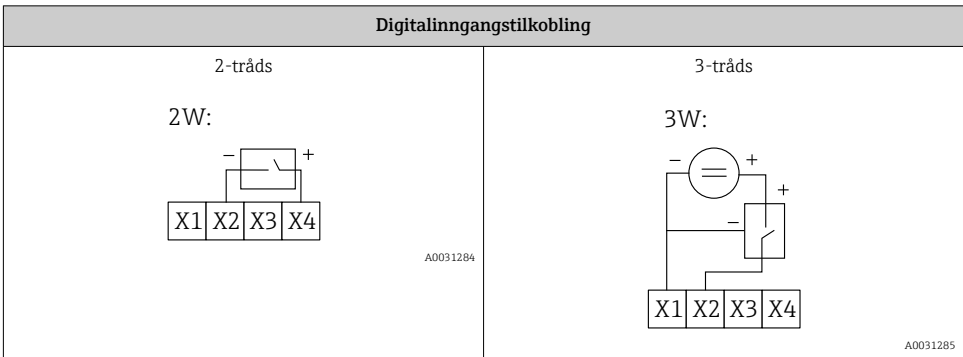 Digitalinngangstilkobling
2-tråds
2W:
− +
X1 X2 X3 X4
A0031284
3-tråds
3W:
− +
+
−
X1 X2 X3 X4
A0031285